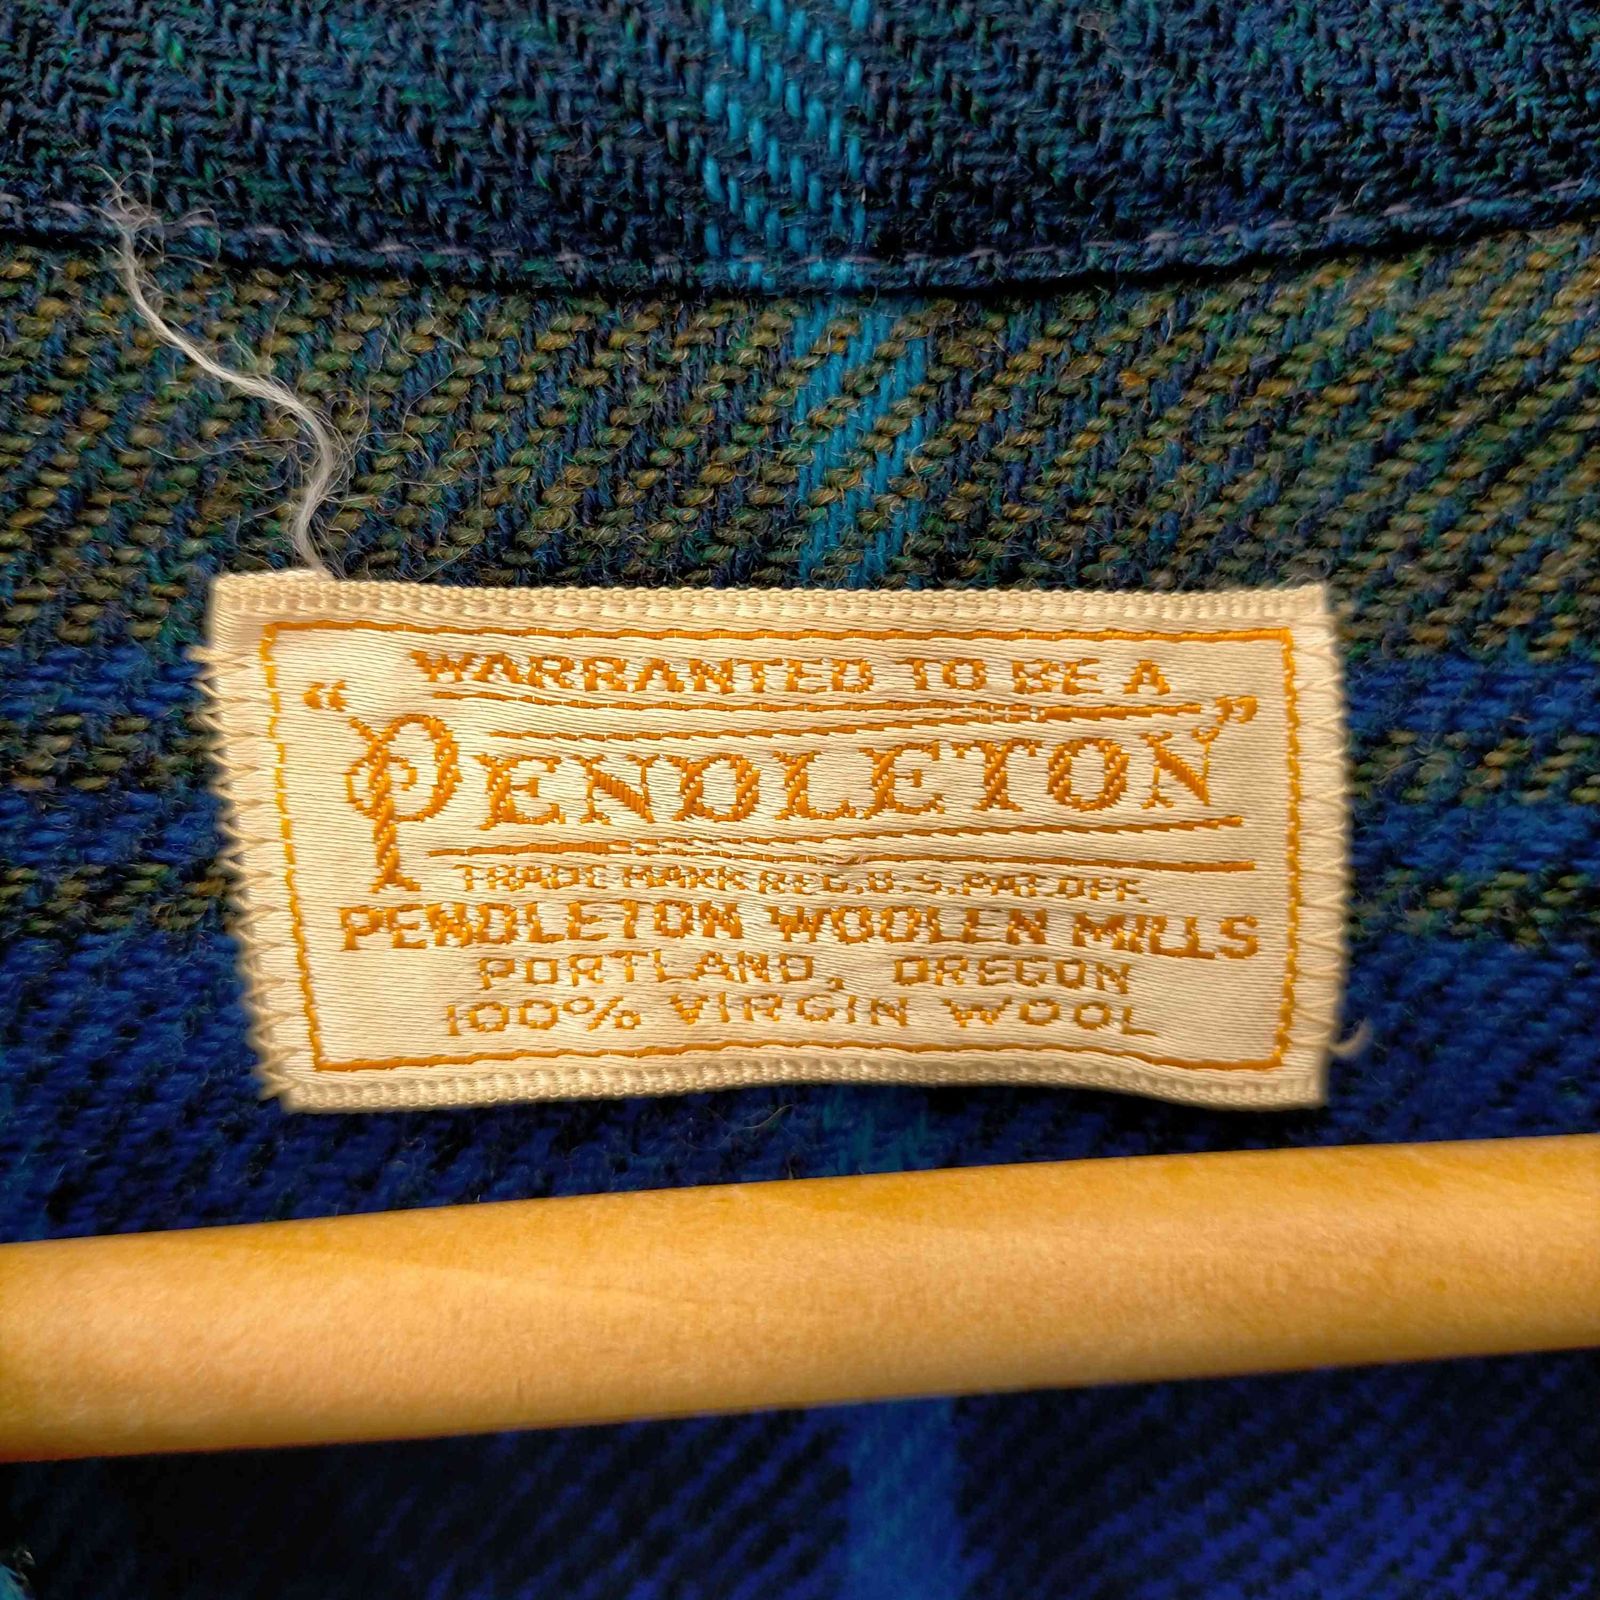 WARRANTED TO BE A
"PENDLETON"
TRADE MARK REG. U.S. PAT. OFF.
PENDLETON WOOLEN MILLS
PORTLAND, OREGON
100% VIRGIN WOOL